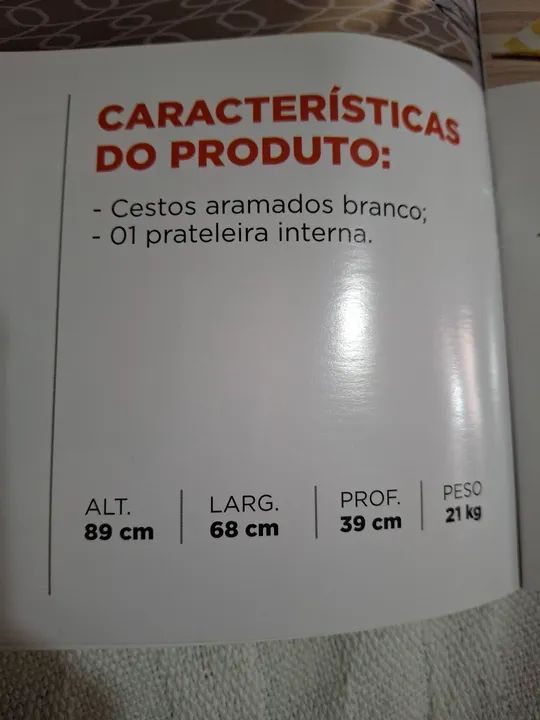 CARACTERÍSTICAS
DO PRODUTO:
- Cestos aramados branco;
- 01 prateleira interna.
ALT.
89 cm
LARG.
68 cm
PROF.
39 cm
PESO
21 kg